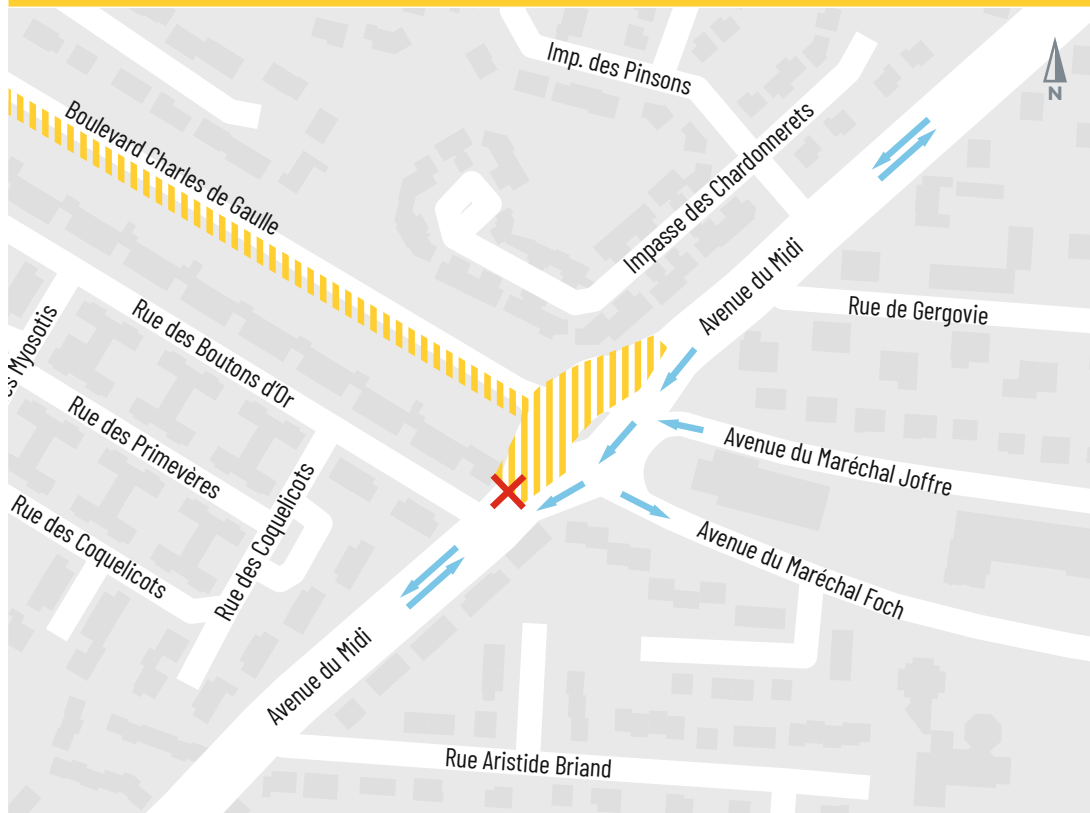 Imp. des Pinsons
N
Boulevard Charles de Gaulle
Impasse des Chardonnerets
Avenue du Midi
Rue de Gergovie
es Myosotis
Rue des Boutons d'Or
Rue des Primevères
Avenue du Maréchal Joffre
Rue des Coquelicots
Rue des Coquelicots
Avenue du Maréchal Foch
Avenue du Midi
Rue Aristide Briand